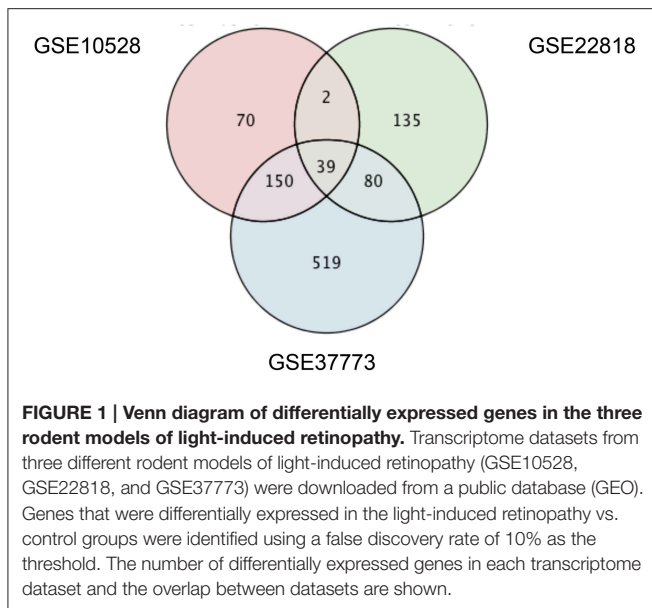 GSE10528
GSE22818
2
70
135
39
150
80
519
GSE37773
FIGURE 1 | Venn diagram of differentially expressed genes in the three
rodent models of light-induced retinopathy. Transcriptome datasets from
three different rodent models of light-induced retinopathy (GSE10528,
GSE22818, and GSE37773) were downloaded from a public database (GEO).
Genes that were differentially expressed in the light-induced retinopathy vs.
control groups were identified using a false discovery rate of 10% as the
threshold. The number of differentially expressed genes in each transcriptome
dataset and the overlap between datasets are shown.